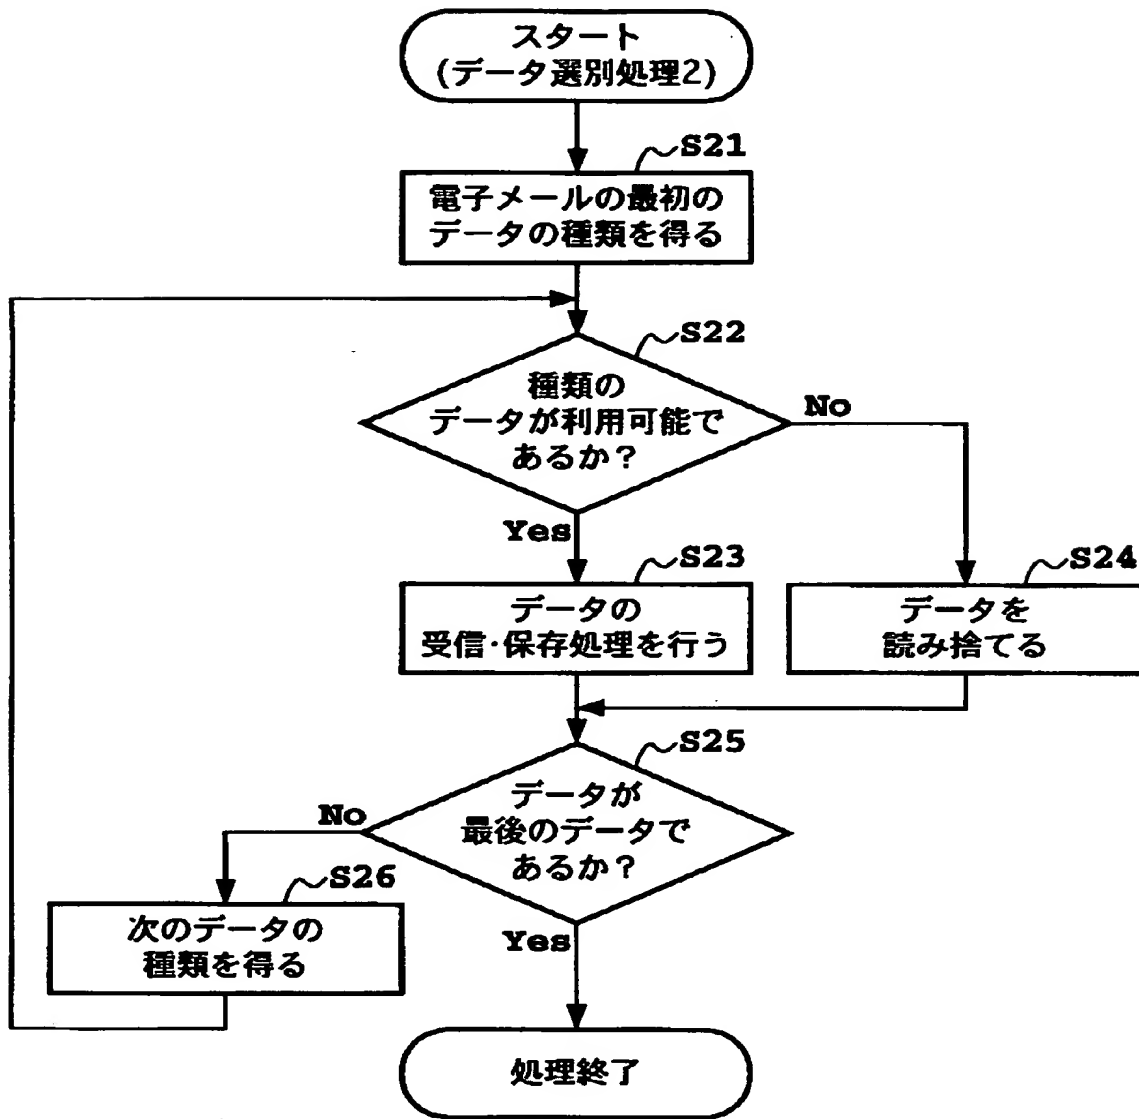 スタート
(データ選別処理2)
S21
電子メールの最初の
データの種類を得る
S22
種類の
データが利用可能で
あるか?
No
Yes
S23
データの
受信・保存処理を行う
S24
データを
読み捨てる
S25
データが
最後のデータで
あるか?
No
S26
次のデータの
種類を得る
Yes
処理終了